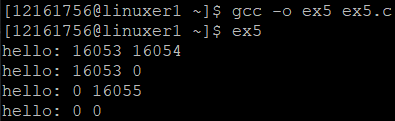 [12161756@linuxer1 ~]$ gcc -o ex5 ex5.c
[12161756@linuxer1 ~]$ ex5
hello: 16053 16054
hello: 16053 0
hello: 0 16055
hello: 0 0